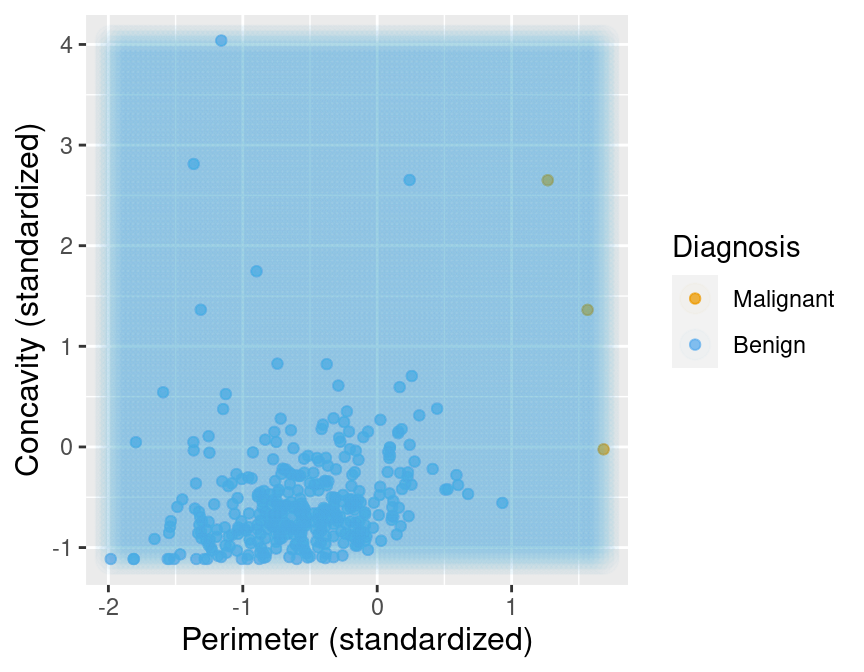 Concavity (standardized)
4
3
2
1
0
-1
-2
-1
0
1
Perimeter (standardized)
Diagnosis
Malignant
Benign